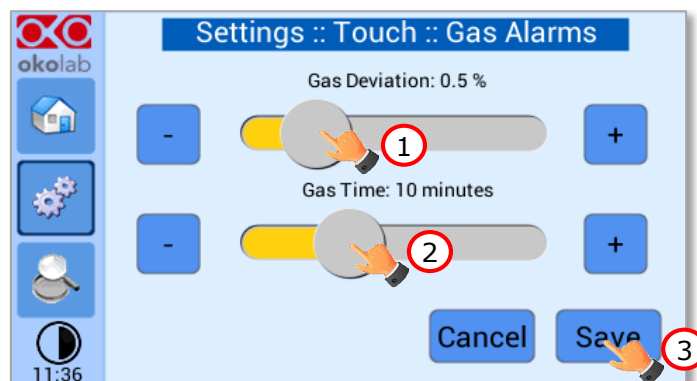 Settings :: Touch :: Gas Alarms
okolab
Gas Deviation: 0.5 %
-
+
1
Gas Time: 10 minutes
-
+
2
Cancel
Save
3
11:36